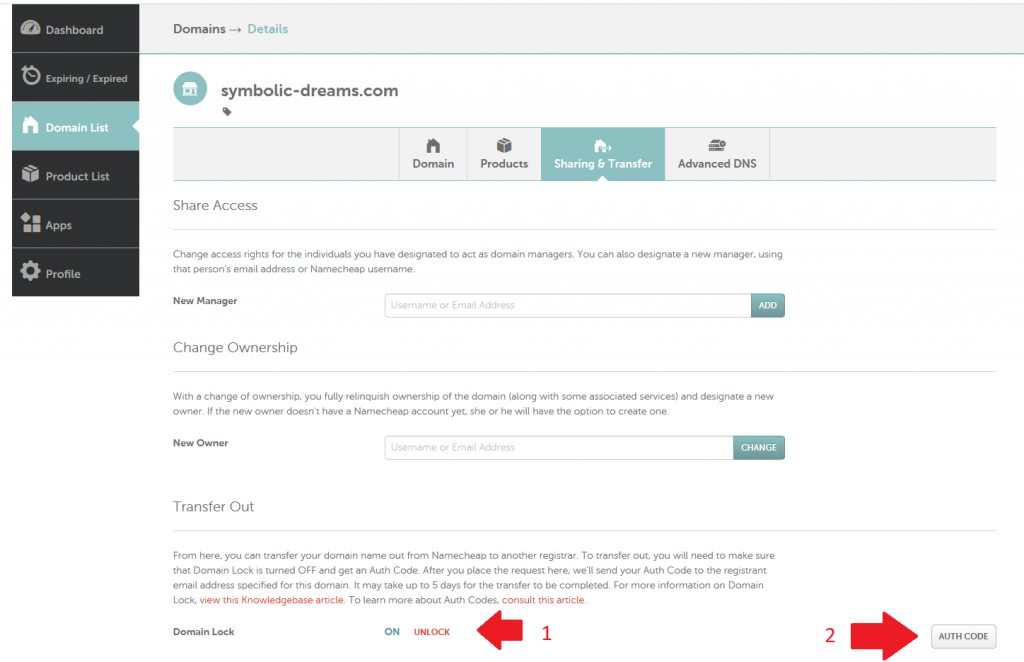 Dashboard
Expiring / Expired
Domain List
Product List
Apps
Profile
Domains → Details
symbolic-dreams.com
Domain
Products
Sharing & Transfer
Advanced DNS
Share Access
Change access rights for the individuals you have designated to act as domain managers. You can also designate a new manager, using
that person's email address or Namecheap username.
New Manager
Username or Email Address
ADD
Change Ownership
With a change of ownership, you fully relinquish ownership of the domain (along with some associated services) and designate a new
owner. If the new owner doesn't have a Namecheap account yet, she or he will have the option to create one.
New Owner
Username or Email Address
CHANGE
Transfer Out
From here, you can transfer your domain name out from Namecheap to another registrar. To transfer out, you will need to make sure
that Domain Lock is turned OFF and get an Auth Code. After you place the request here, we'll send your Auth Code to the registrant
email address specified for this domain. It may take up to 5 days for the transfer to be completed. For more information on Domain
Lock, view this Knowledgebase article. To learn more about Auth Codes, consult this article.
Domain Lock
ON UNLOCK
1
2
AUTH CODE